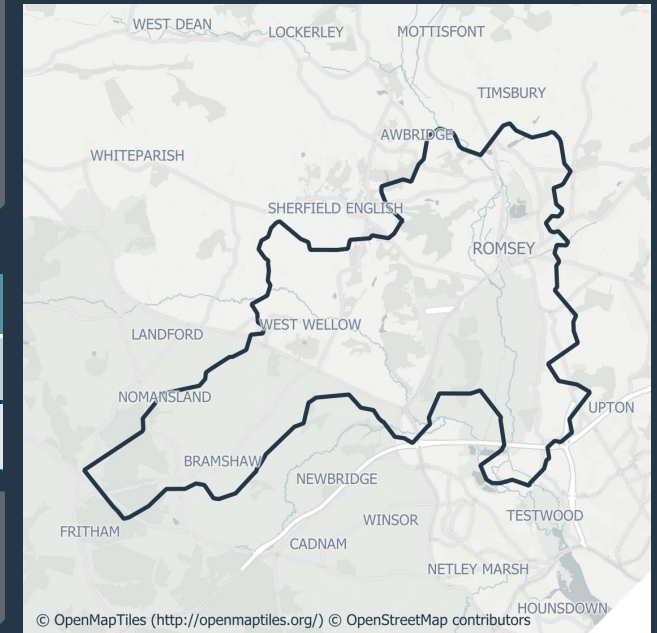 WEST DEAN
LOCKERLEY
MOTTISFONT
TIMSBURY
AWBRIDGE
WHITEPARISH
SHERFIELD ENGLISH
ROMSEY
WEST WELLOW
LANDFORD
NOMANSLAND
UPTON
BRAMSHAW
NEWBRIDGE
TESTWOOD
WINSOR
FRITHAM
CADNAM
NETLEY MARSH
HOUNSDOWN
© OpenMapTiles (http://openmaptiles.org/) © OpenStreetMap contributors